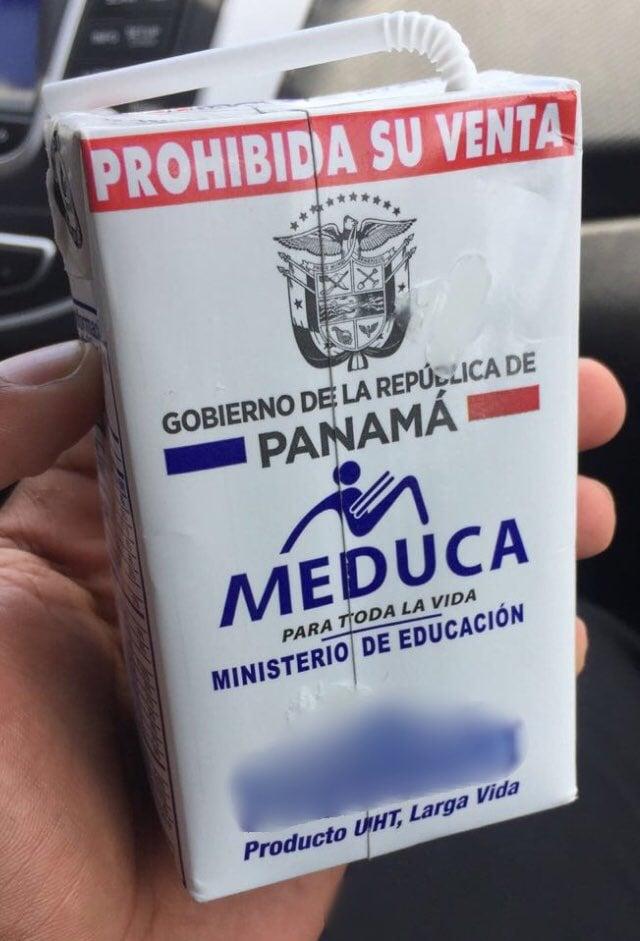 PROHIBIDA SU VENTA
GOBIERNO DE LA REPÚBLICA DE
PANAMÁ
MEDUCA
PARA TODA LA VIDA
MINISTERIO DE EDUCACIÓN
Producto UHT, Larga Vida